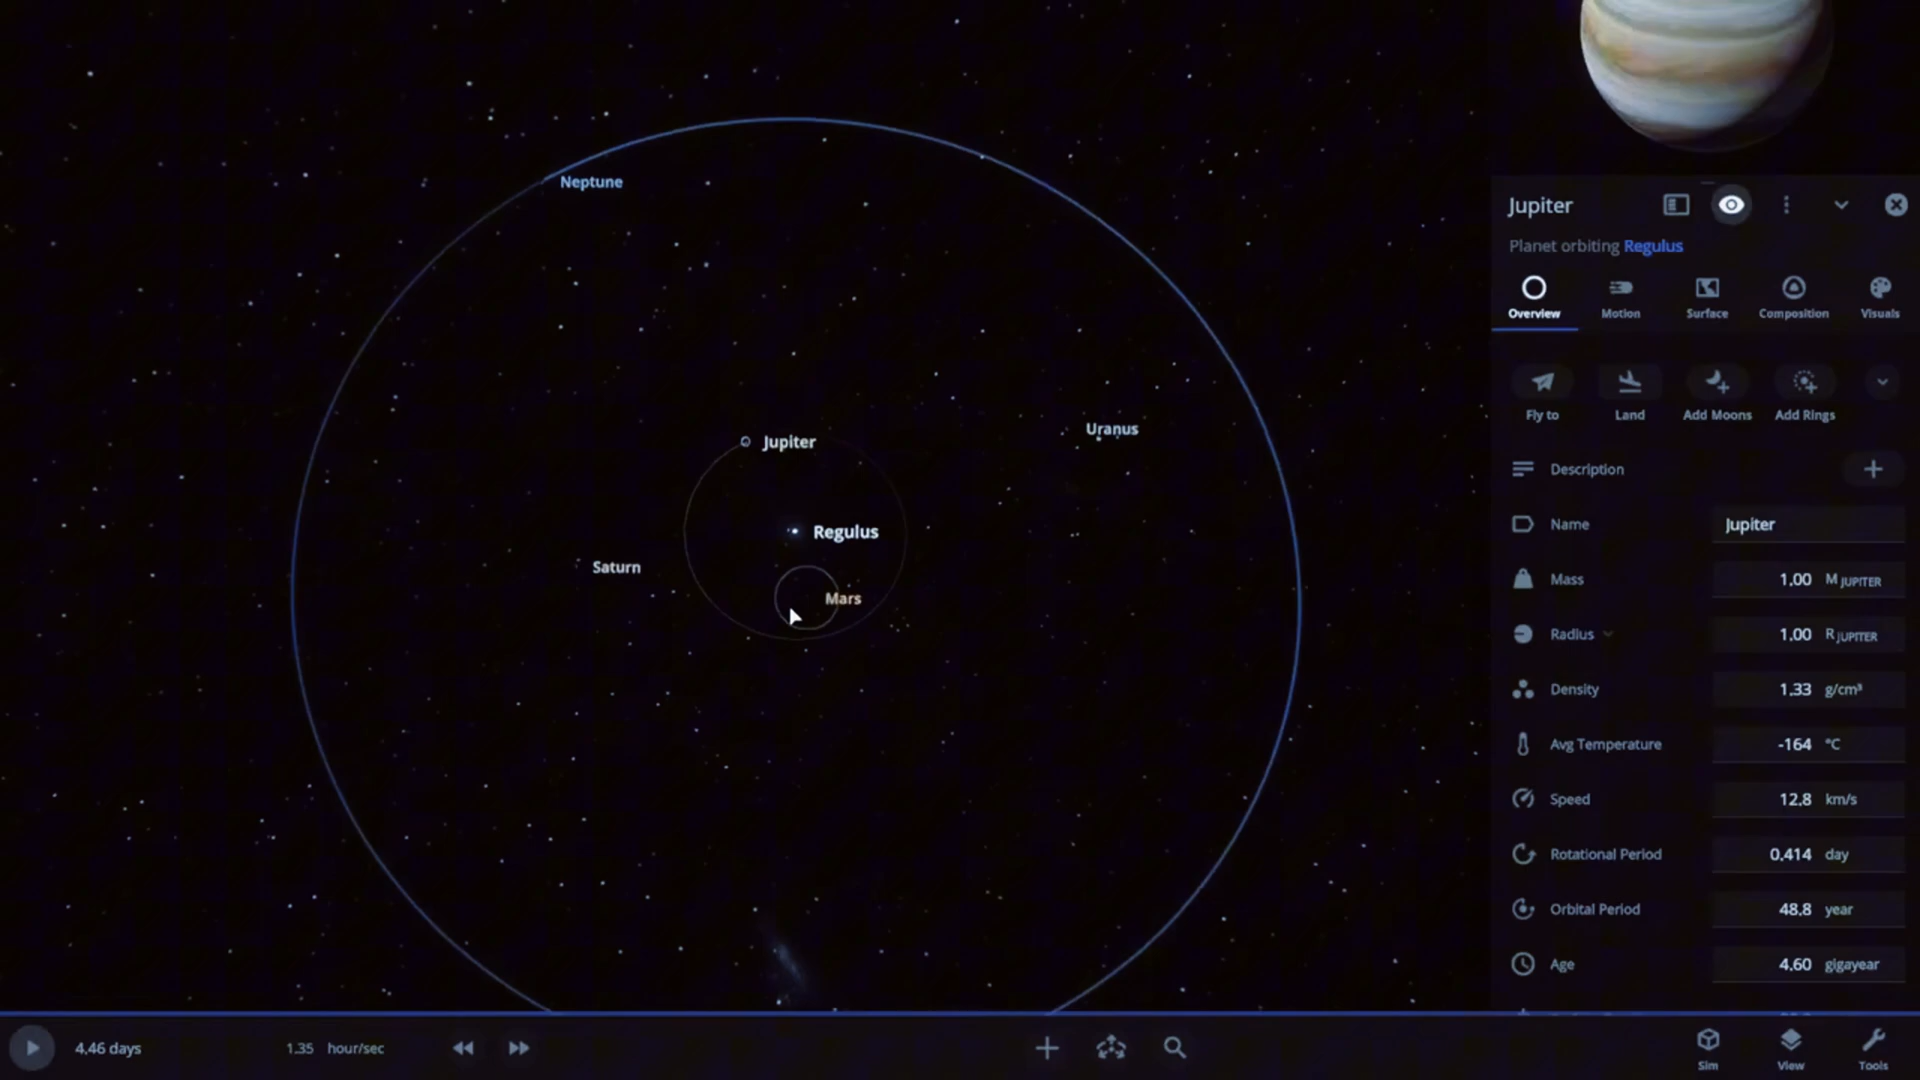 Neptune
Jupiter
Uranus
Regulus
Saturn
Mars
Jupiter
Planet orbiting Regulus
Overview
Motion
Surface
Composition
Visuals
Fly to
Land
Add Moons
Add Rings
Description
Name Jupiter
Mass 1.00 M JUPITER
Radius 1.00 R JUPITER
Density 1.33 g/cm³
Avg Temperature -164 °C
Speed 12.8 km/s
Rotational Period 0.414 day
Orbital Period 48.8 year
Age 4.60 gigayear
4.46 days
1.35 hour/sec
Sim
View
Tools